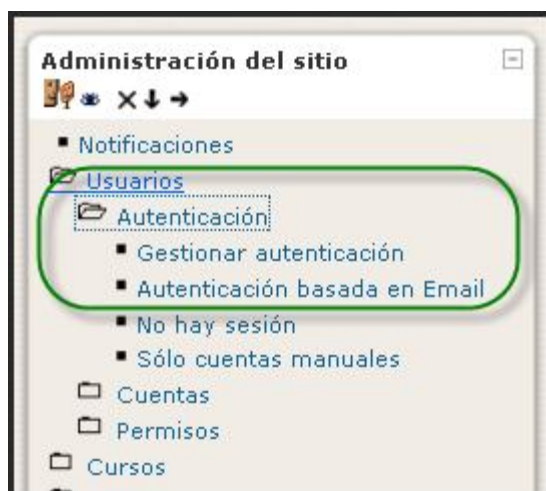 Administración del sitio
Notificaciones
Usuarios
Autenticación
Gestionar autenticación
Autenticación basada en Email
No hay sesión
Sólo cuentas manuales
Cuentas
Permisos
Cursos